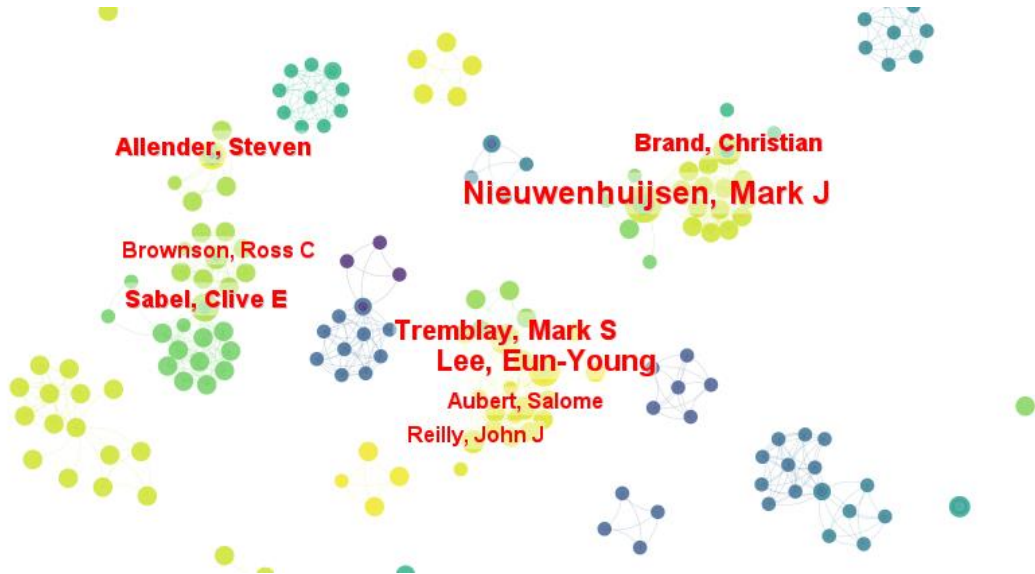 Allender, Steven
Brand, Christian
Nieuwenhuijsen, Mark J
Brownson, Ross C
Sabel, Clive E
Tremblay, Mark S
Lee, Eun-Young
Aubert, Salome
Reilly, John J